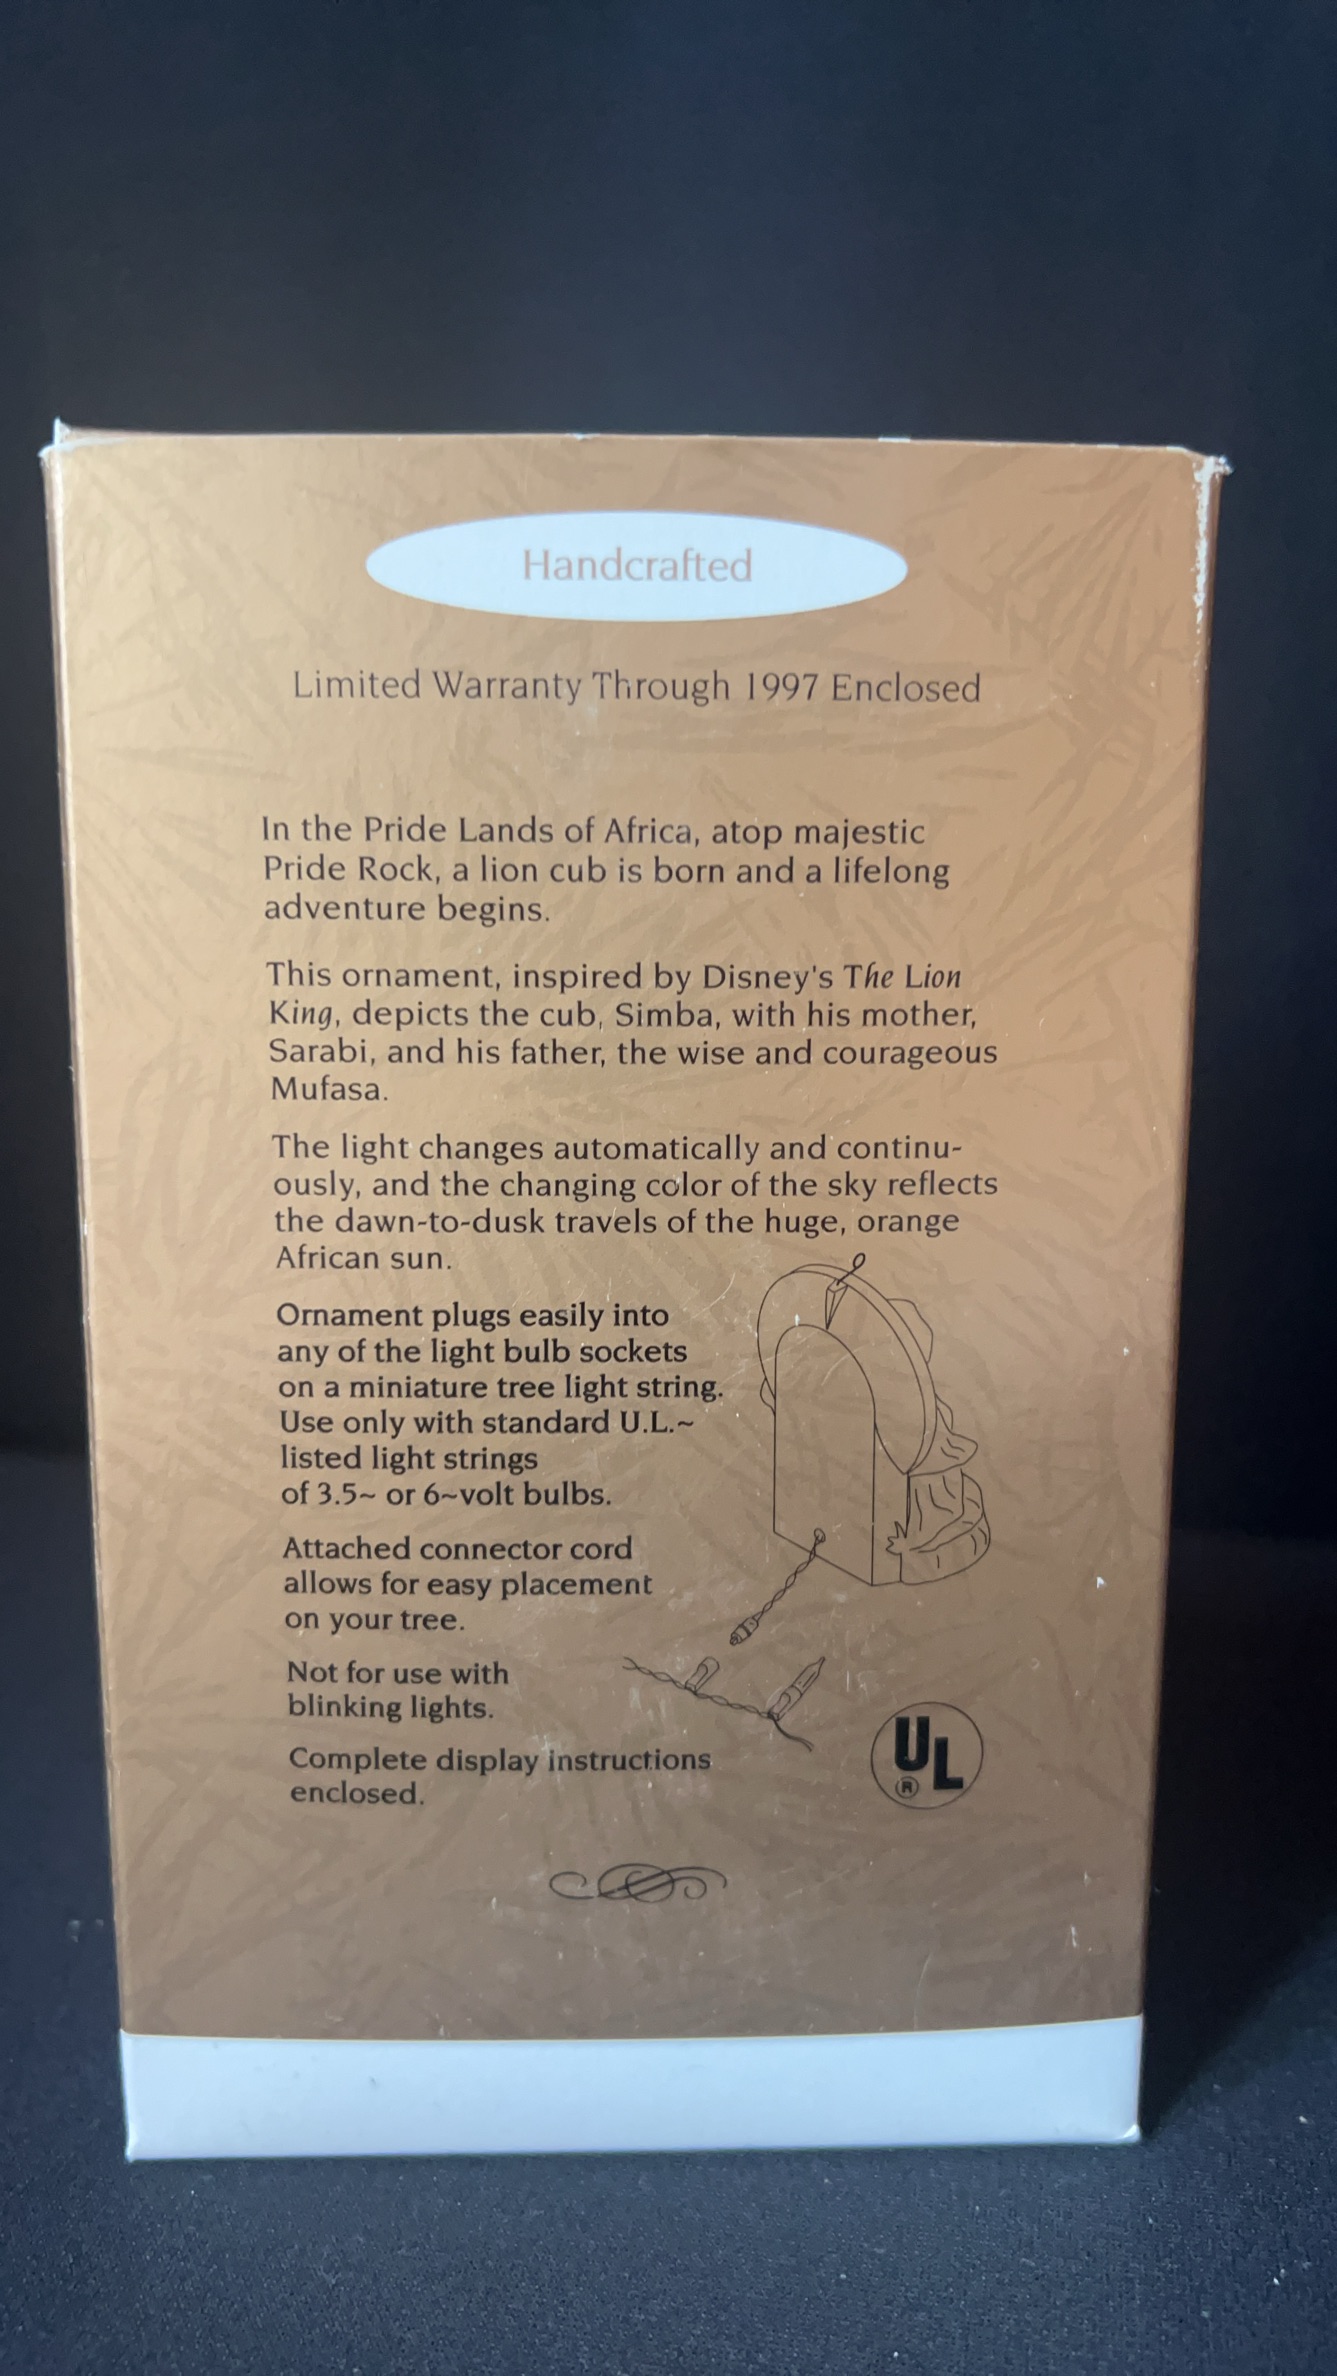 Handcrafted
Limited Warranty Through 1997 Enclosed
In the Pride Lands of Africa, atop majestic
Pride Rock, a lion cub is born and a lifelong
adventure begins.
This ornament, inspired by Disney's The Lion
King, depicts the cub, Simba, with his mother,
Sarabi, and his father, the wise and courageous
Mufasa.
The light changes automatically and continu-
ously, and the changing color of the sky reflects
the dawn-to-dusk travels of the huge, orange
African sun.
Ornament plugs easily into
any of the light bulb sockets
on a miniature tree light string.
Use only with standard U.L.~
listed light strings
of 3.5~ or 6~volt bulbs.
Attached connector cord
allows for easy placement
on your tree.
Not for use with
blinking lights.
Complete display instructions
enclosed.
UL
®